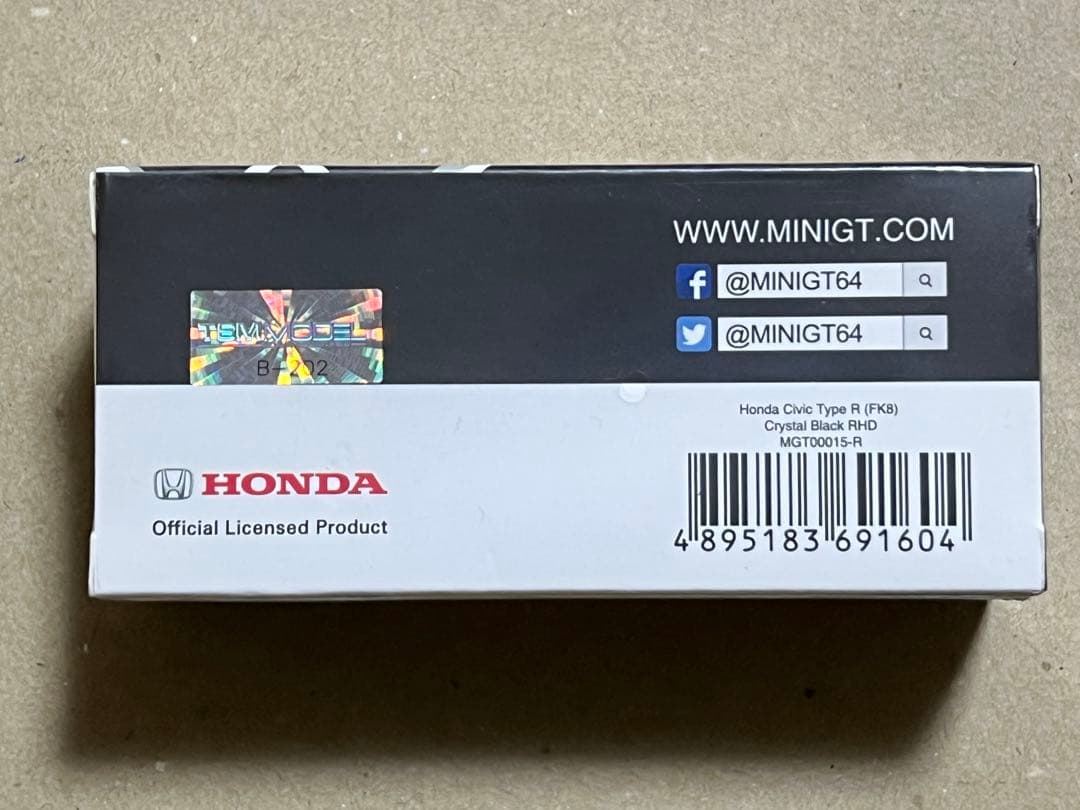 WWW.MINIGT.COM
@MINIGT64
@MINIGT64
TSM MODEL
B-202
Honda Civic Type R (FK8)
Crystal Black RHD
MGT00015-R
HONDA
Official Licensed Product
4 895183 691604